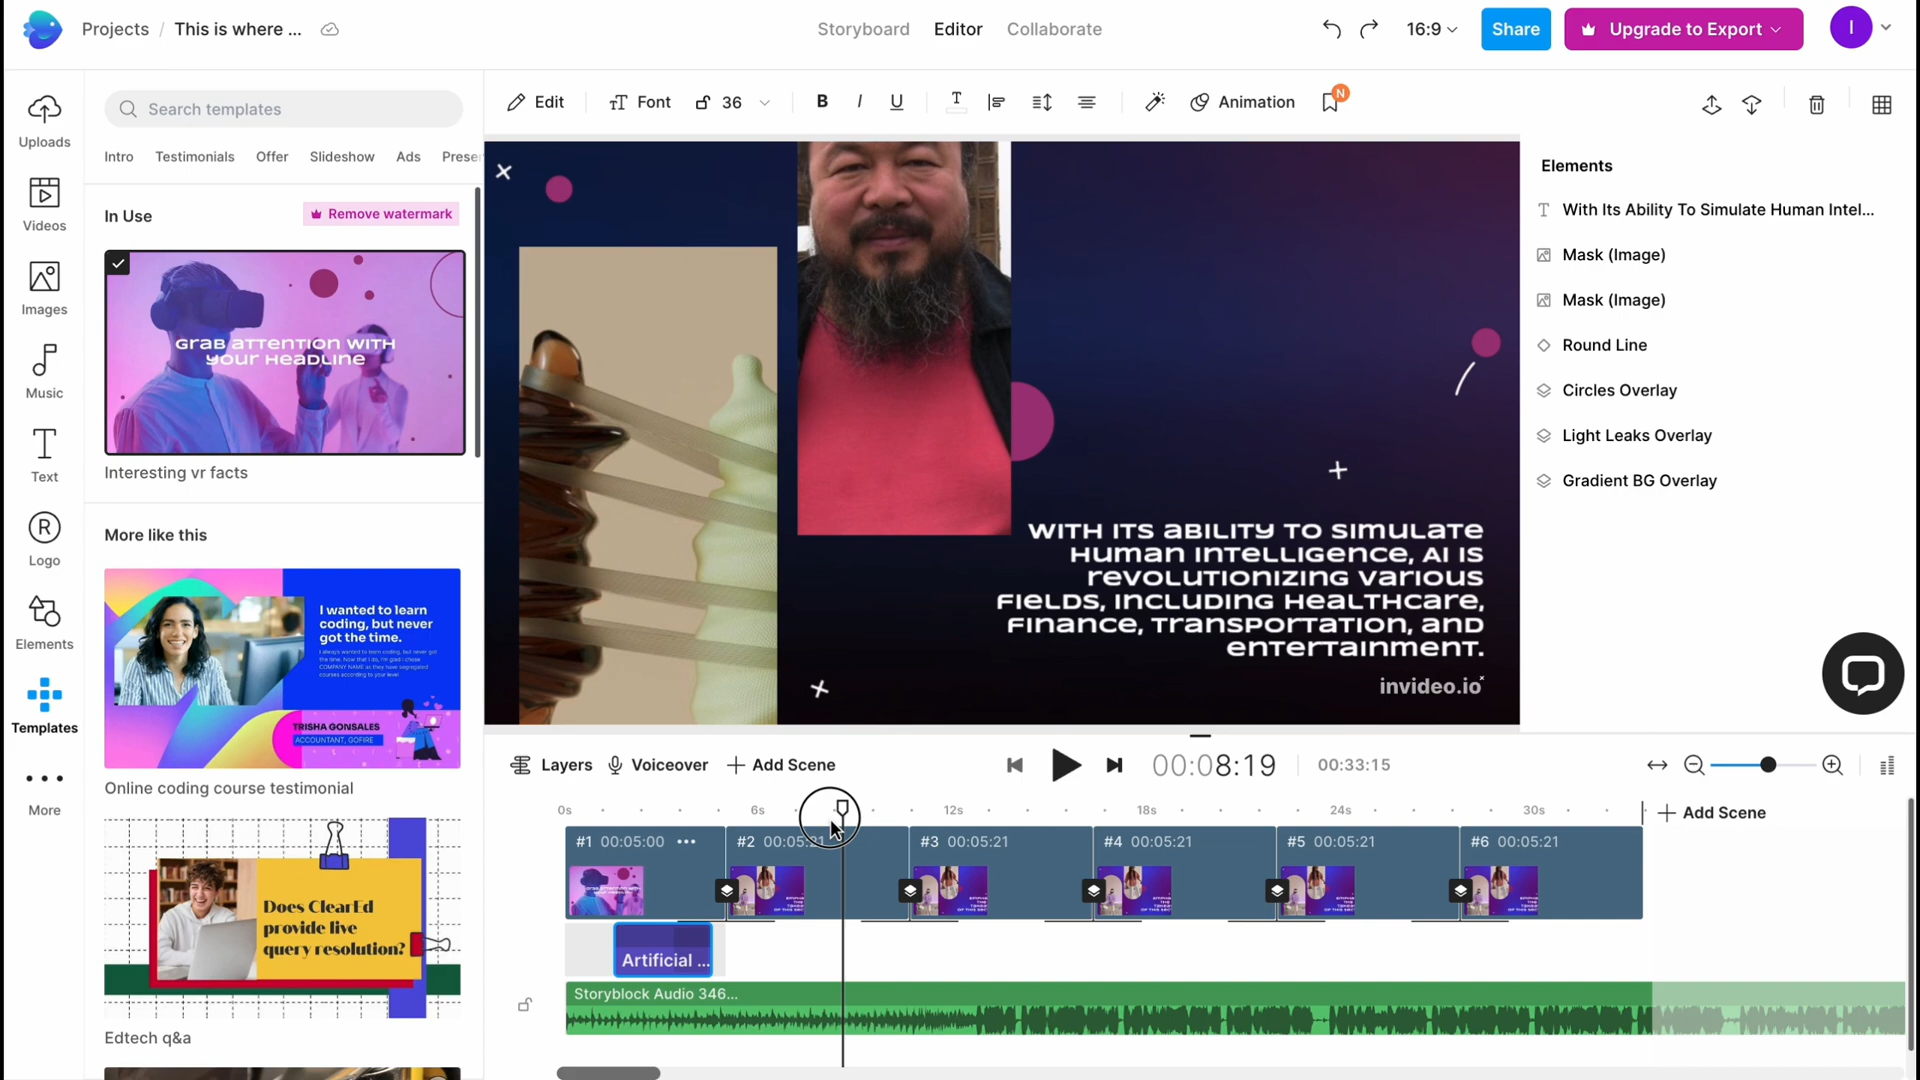 Projects / This is where ...
Storyboard Editor Collaborate
16:9
Share
Upgrade to Export
I
Uploads
Videos
Images
Music
Text
Logo
Elements
Templates
More
Search templates
Intro Testimonials Offer Slideshow Ads Prese
In Use
Remove watermark
GRAB ATTENTION WITH
YOUR HEADLINE
Interesting vr facts
More like this
I wanted to learn
coding, but never
got the time.
TRISHA GONSALES
ACCOUNTANT, GOFIRE
Online coding course testimonial
Does ClearEd
provide live
query resolution?
Edtech q&a
Edit Font 36 B I U Animation N
WITH ITS ABILITY TO SIMULATE
HUMAN INTELLIGENCE, AI IS
REVOLUTIONIZING VARIOUS
FIELDS, INCLUDING HEALTHCARE,
FINANCE, TRANSPORTATION, AND
ENTERTAINMENT.
invideo.io
Elements
With Its Ability To Simulate Human Intel...
Mask (Image)
Mask (Image)
Round Line
Circles Overlay
Light Leaks Overlay
Gradient BG Overlay
Layers Voiceover + Add Scene
00:08:19 00:33:15
0s 6s 12s 18s 24s 30s
+ Add Scene
#1 00:05:00 ••• #2 00:05:21 #3 00:05:21 #4 00:05:21 #5 00:05:21 #6 00:05:21
Artificial ...
Storyblock Audio 346...